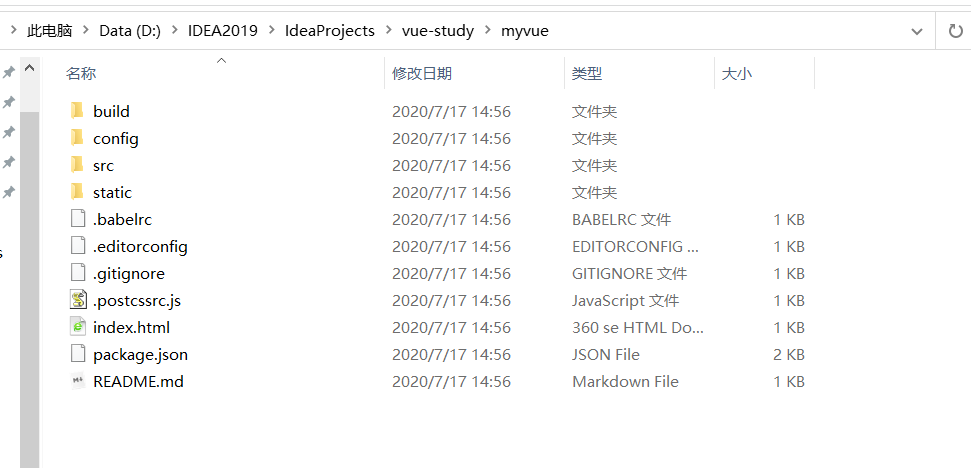 此电脑 > Data (D:) > IDEA2019 > IdeaProjects > vue-study > myvue
名称 修改日期 类型 大小
build 2020/7/17 14:56 文件夹
config 2020/7/17 14:56 文件夹
src 2020/7/17 14:56 文件夹
static 2020/7/17 14:56 文件夹
.babelrc 2020/7/17 14:56 BABELRC 文件 1 KB
.editorconfig 2020/7/17 14:56 EDITORCONFIG ... 1 KB
.gitignore 2020/7/17 14:56 GITIGNORE 文件 1 KB
.postcssrc.js 2020/7/17 14:56 JavaScript 文件 1 KB
index.html 2020/7/17 14:56 360 se HTML Do... 1 KB
package.json 2020/7/17 14:56 JSON File 2 KB
README.md 2020/7/17 14:56 Markdown File 1 KB